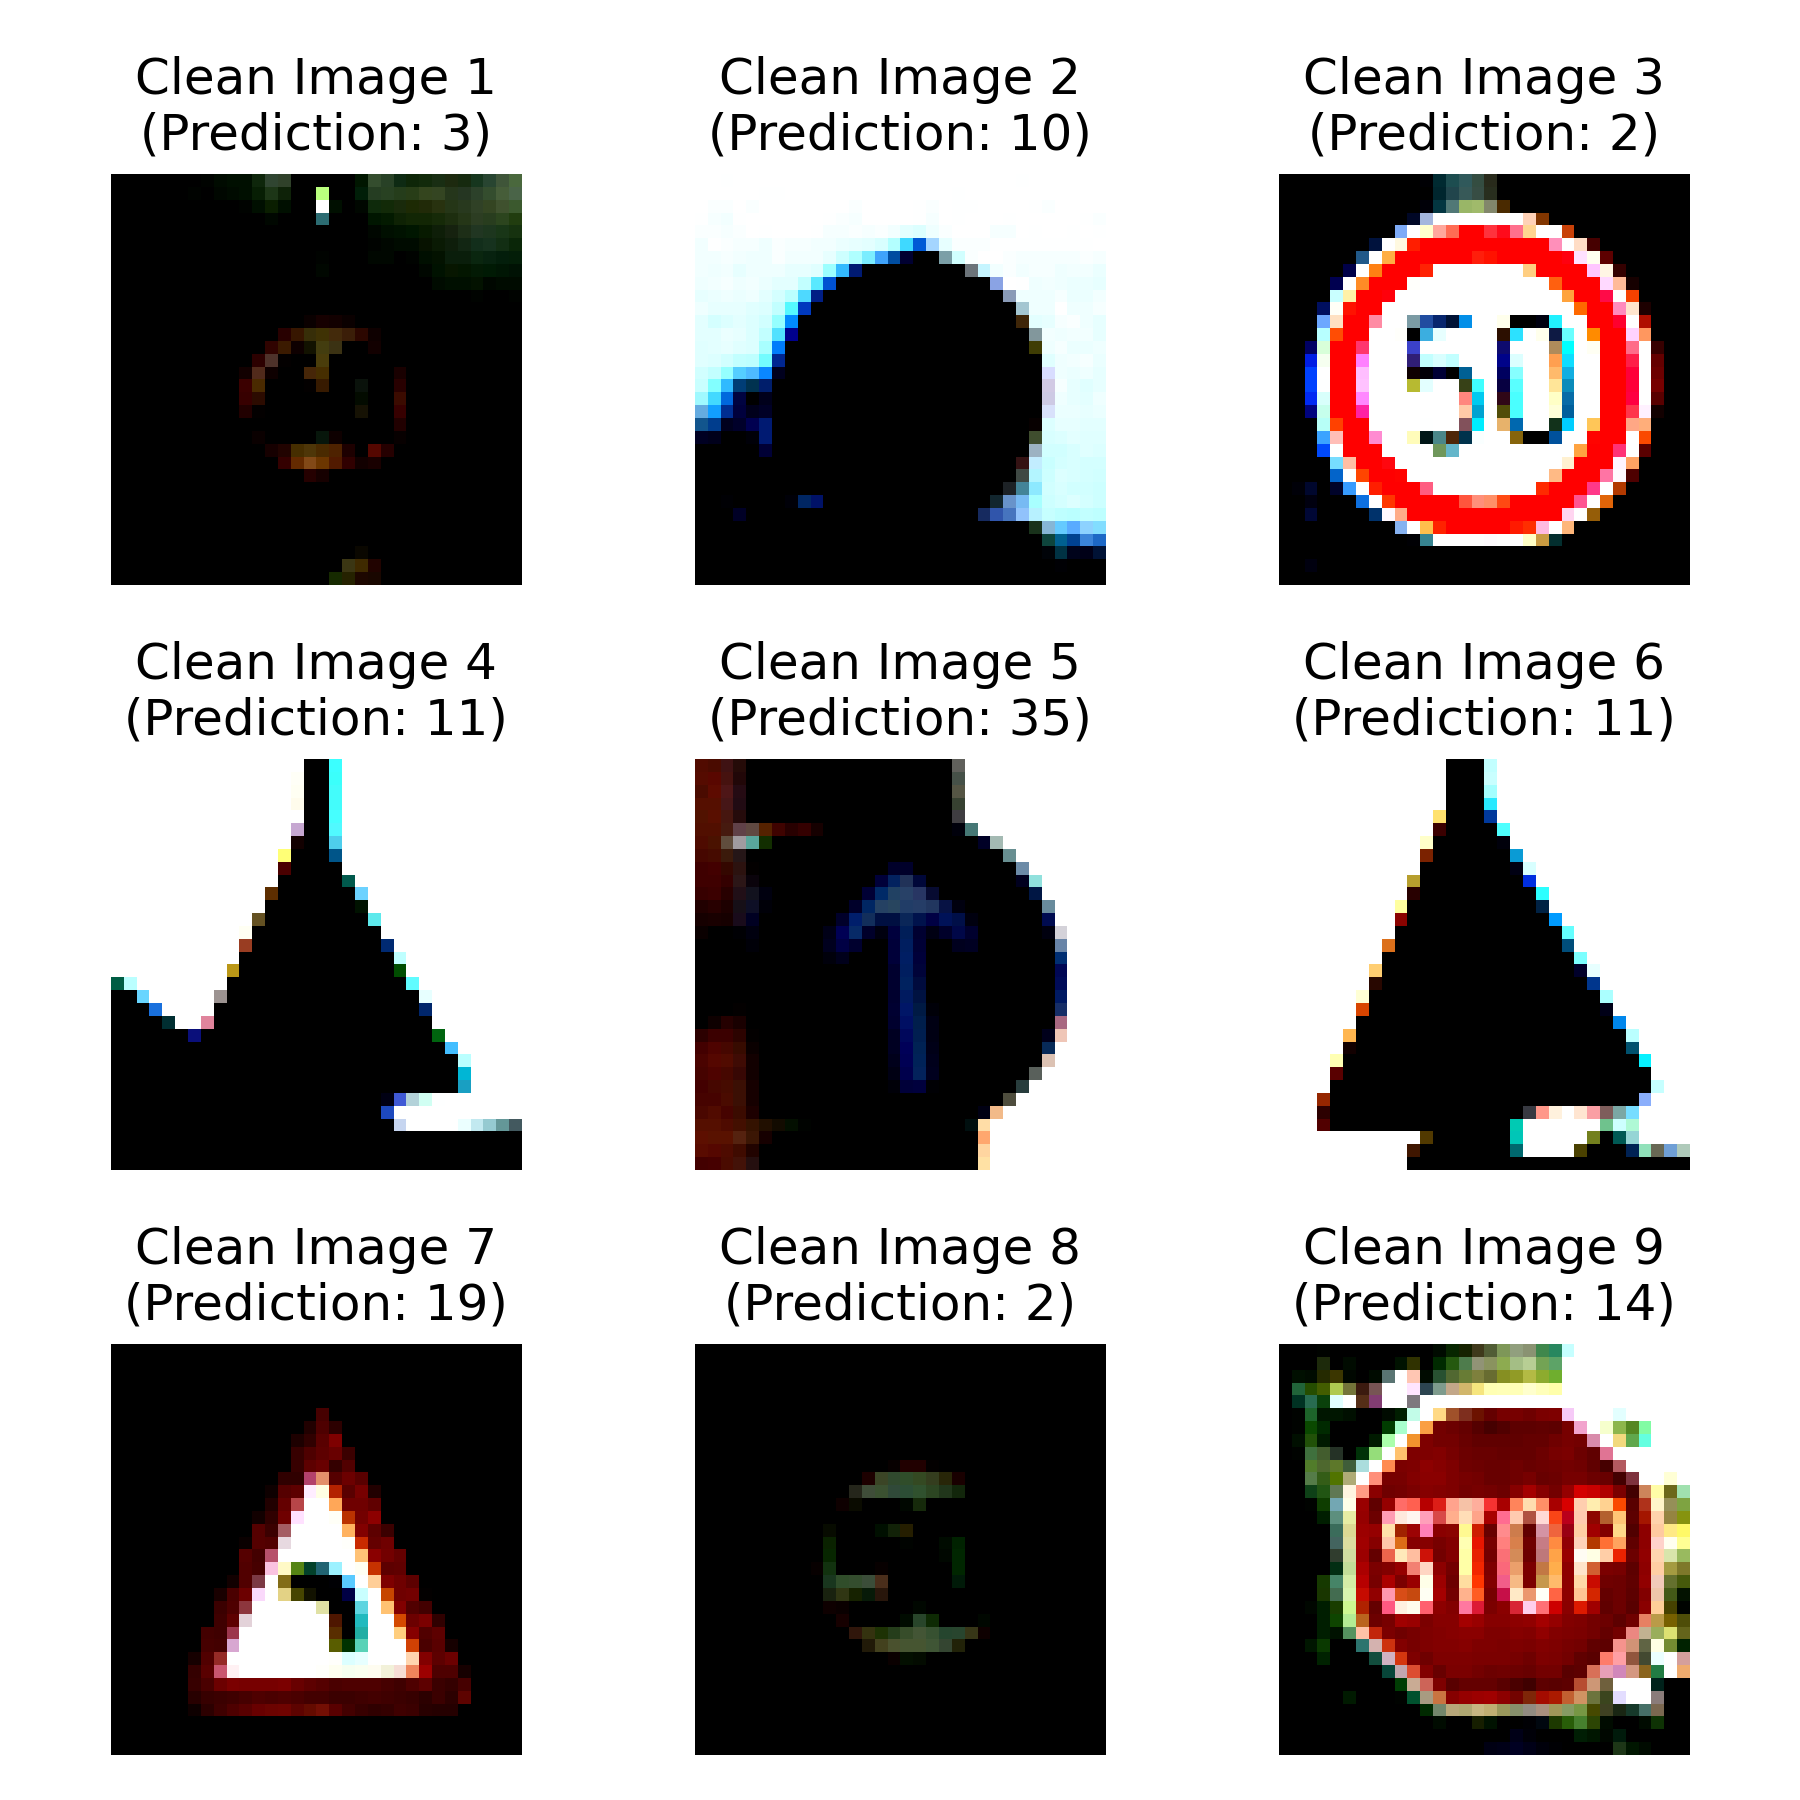 Clean Image 1
(Prediction: 3)
Clean Image 2
(Prediction: 10)
Clean Image 3
(Prediction: 2)
50
Clean Image 4
(Prediction: 11)
Clean Image 5
(Prediction: 35)
Clean Image 6
(Prediction: 11)
Clean Image 7
(Prediction: 19)
Clean Image 8
(Prediction: 2)
Clean Image 9
(Prediction: 14)
STOP